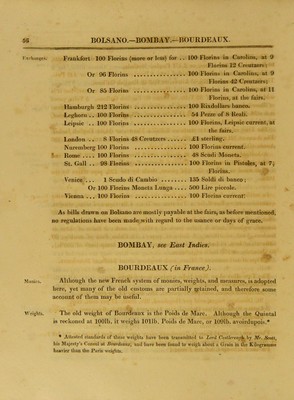 66
BOLSANO.—BOMBAY.—BOURDEAUX.
Exchanges.
Frankfort 100 Florins (more or less) for .. 100 Florins in Carolins, at 9
Florins 12 Creutzers;
Or 96 Florins ............... 100 Florins in Carolins, at 9
Florins 42 Creutzers;
Or 85 Florins ............... 100 Florins in Carolins, at 11
Florins, at the faire.
Hamburgh 212 Florins ............... 100 Rixdollars banco.
Leghorn .. 103 Florins ............... 54 Pezze of 8 Reali.
Leipsic .. 100 Florins ............... 100 Florins, Leipsic current, at
the faire.
London .. 8 Florins 48 Creutzers ...... £1 sterling.
Nuremberg 100 Florins ............... 100 Florins current.
Rome .... 100 Florins ............... 48 Scudi Moneta.
St. Gall .. 98 Florins ............... 100 Florins in Florales, at 7½
Florins.
Venice .... 1 Scudo di Cambio ......... 135 Soldi di banco;
Or 100 Florins Moneta Lunga .... 500 Lire piccole.
Vienna ... 100 Florins ............... 100 Florins current:
As bills drawn on Bolzano are mostly payable at the fairs, as before mentioned,
no regulations have been made with regard to the usance or days of grace.
BOMBAY, see East Indies.
BOURDEAUX (in France).
Monies.
Although the new French system of monies, weights, and measures, is adopted
here, yet many of the old customs are partially retained, and therefore some
account of them may be useful.
Weights.
The old weight of Bourdeaux is the Poids de Marc. Although the Quintal
is reckoned at 100lb. it weighs 101lb. Poids de Marc, or 109lb. avoirdupois.*
* Attested standards of these weights have been transmitted to Lord Castlereagh by Mr. Scott,
his Majesty's Consul at Bourdeaux, and have been found to weigh about a Grain in the Kilogramme
heavier than the Paris weights.